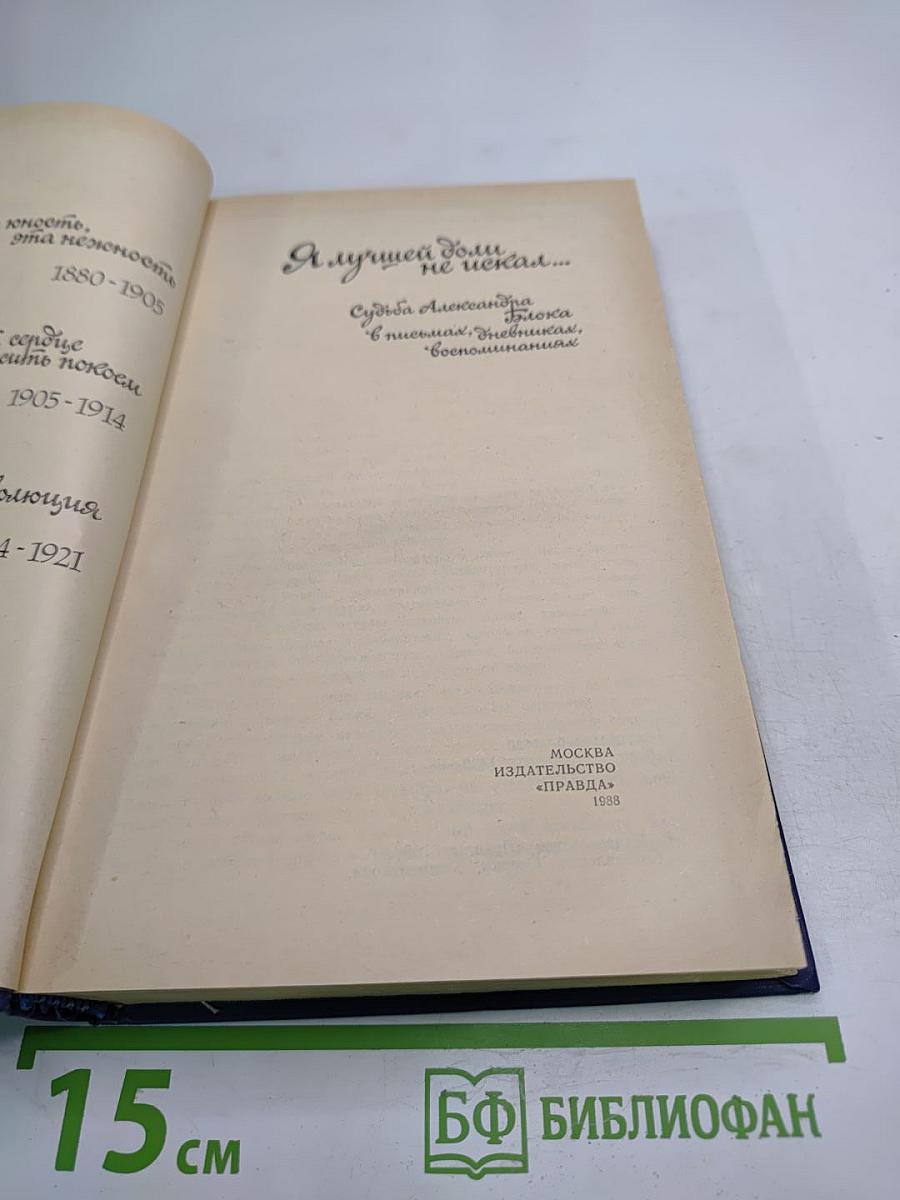 юность,
эта нежность
1880-1905
сердце
покоем
1905-1914
-1921
Я лучшей доли
не искал...
Судьба Александра
Блока
в письмах, дневниках,
воспоминаниях
МОСКВА
ИЗДАТЕЛЬСТВО
«ПРАВДА»
1988
15 см
БФ БИБЛИОФАН